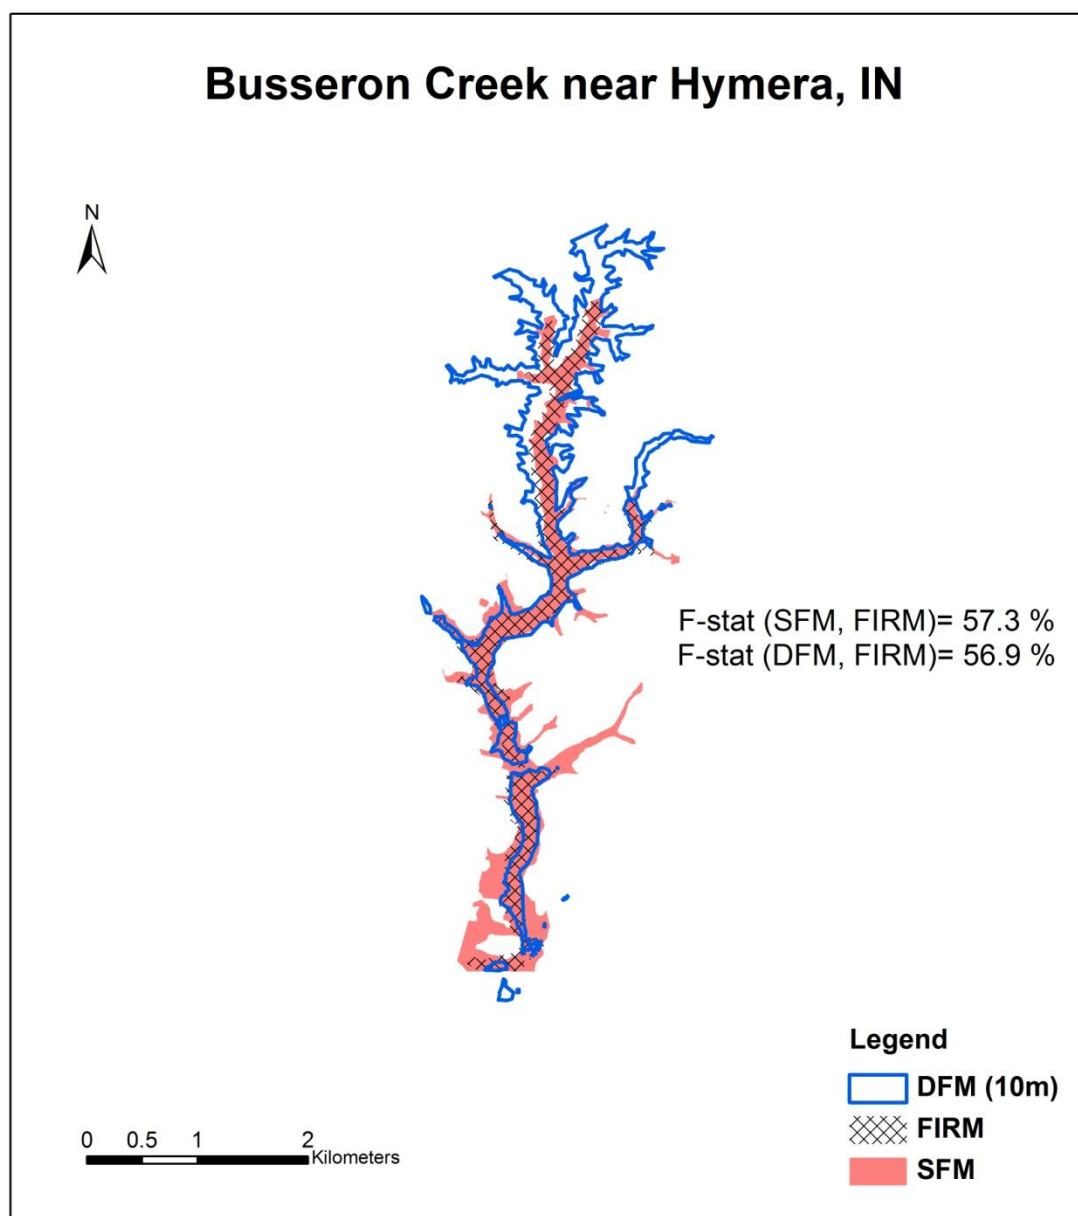 Busseron Creek near Hymera, IN
N
F-stat (SFM, FIRM)= 57.3 %
F-stat (DFM, FIRM)= 56.9 %
Legend
DFM (10m)
FIRM
SFM
0 0.5 1 2
Kilometers